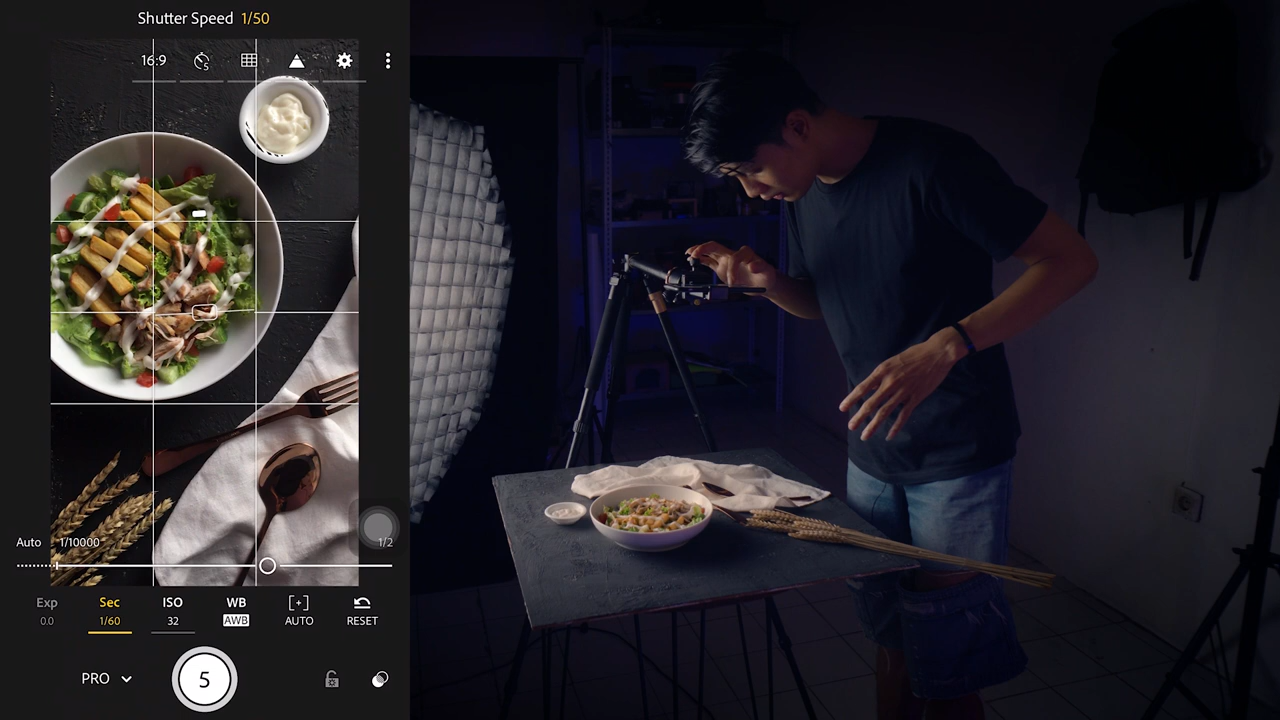 Shutter Speed 1/50
16:9
5
Auto 1/10000 1/2
Exp Sec ISO WB [+] 
0.0 1/60 32 AWB AUTO RESET
PRO 5